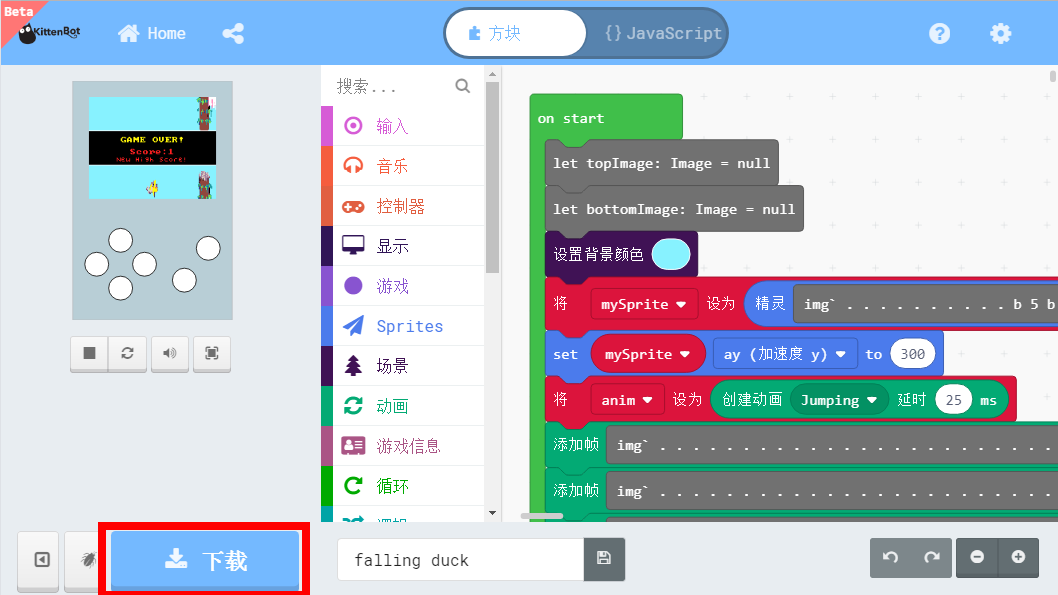 Beta
KittenBot
Home
方块
{} JavaScript
GAME OVER!
Score:1
New High Score!
搜索...
输入
音乐
控制器
显示
游戏
Sprites
场景
动画
游戏信息
循环
逻辑
on start
let topImage: Image = null
let bottomImage: Image = null
设置背景颜色
将 mySprite 设为 精灵 img` . . . . . . . . . . b 5 b
set mySprite ay (加速度 y) to 300
将 anim 设为 创建动画 Jumping 延时 25 ms
添加帧 img` . . . . . . . . . . . . . . . . . . . . . .
添加帧 img` . . . . . . . . . . . . . . . . . . . . . .
下载
falling duck